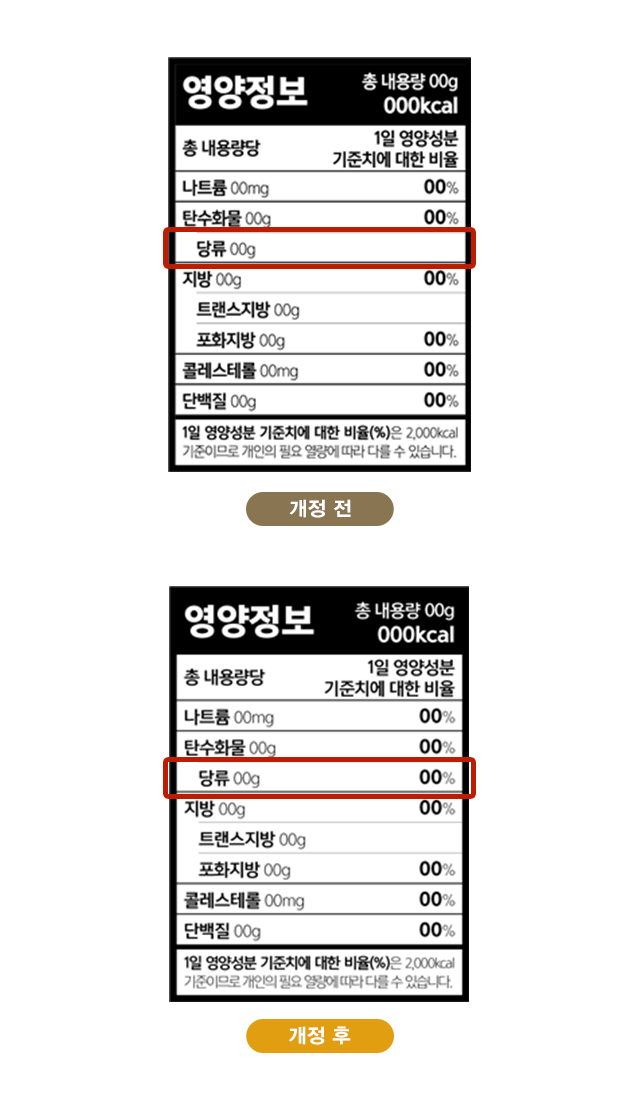 영양정보 총 내용량 00g
000kcal
총 내용량당 1일 영양성분
기준치에 대한 비율
나트륨 00mg 00%
탄수화물 00g 00%
당류 00g
지방 00g 00%
트랜스지방 00g
포화지방 00g 00%
콜레스테롤 00mg 00%
단백질 00g 00%
1일 영양성분 기준치에 대한 비율(%)은 2,000kcal
기준이므로 개인의 필요 열량에 따라 다를 수 있습니다.
개정 전
영양정보 총 내용량 00g
000kcal
총 내용량당 1일 영양성분
기준치에 대한 비율
나트륨 00mg 00%
탄수화물 00g 00%
당류 00g 00%
지방 00g 00%
트랜스지방 00g
포화지방 00g 00%
콜레스테롤 00mg 00%
단백질 00g 00%
1일 영양성분 기준치에 대한 비율(%)은 2,000kcal
기준이므로 개인의 필요 열량에 따라 다를 수 있습니다.
개정 후